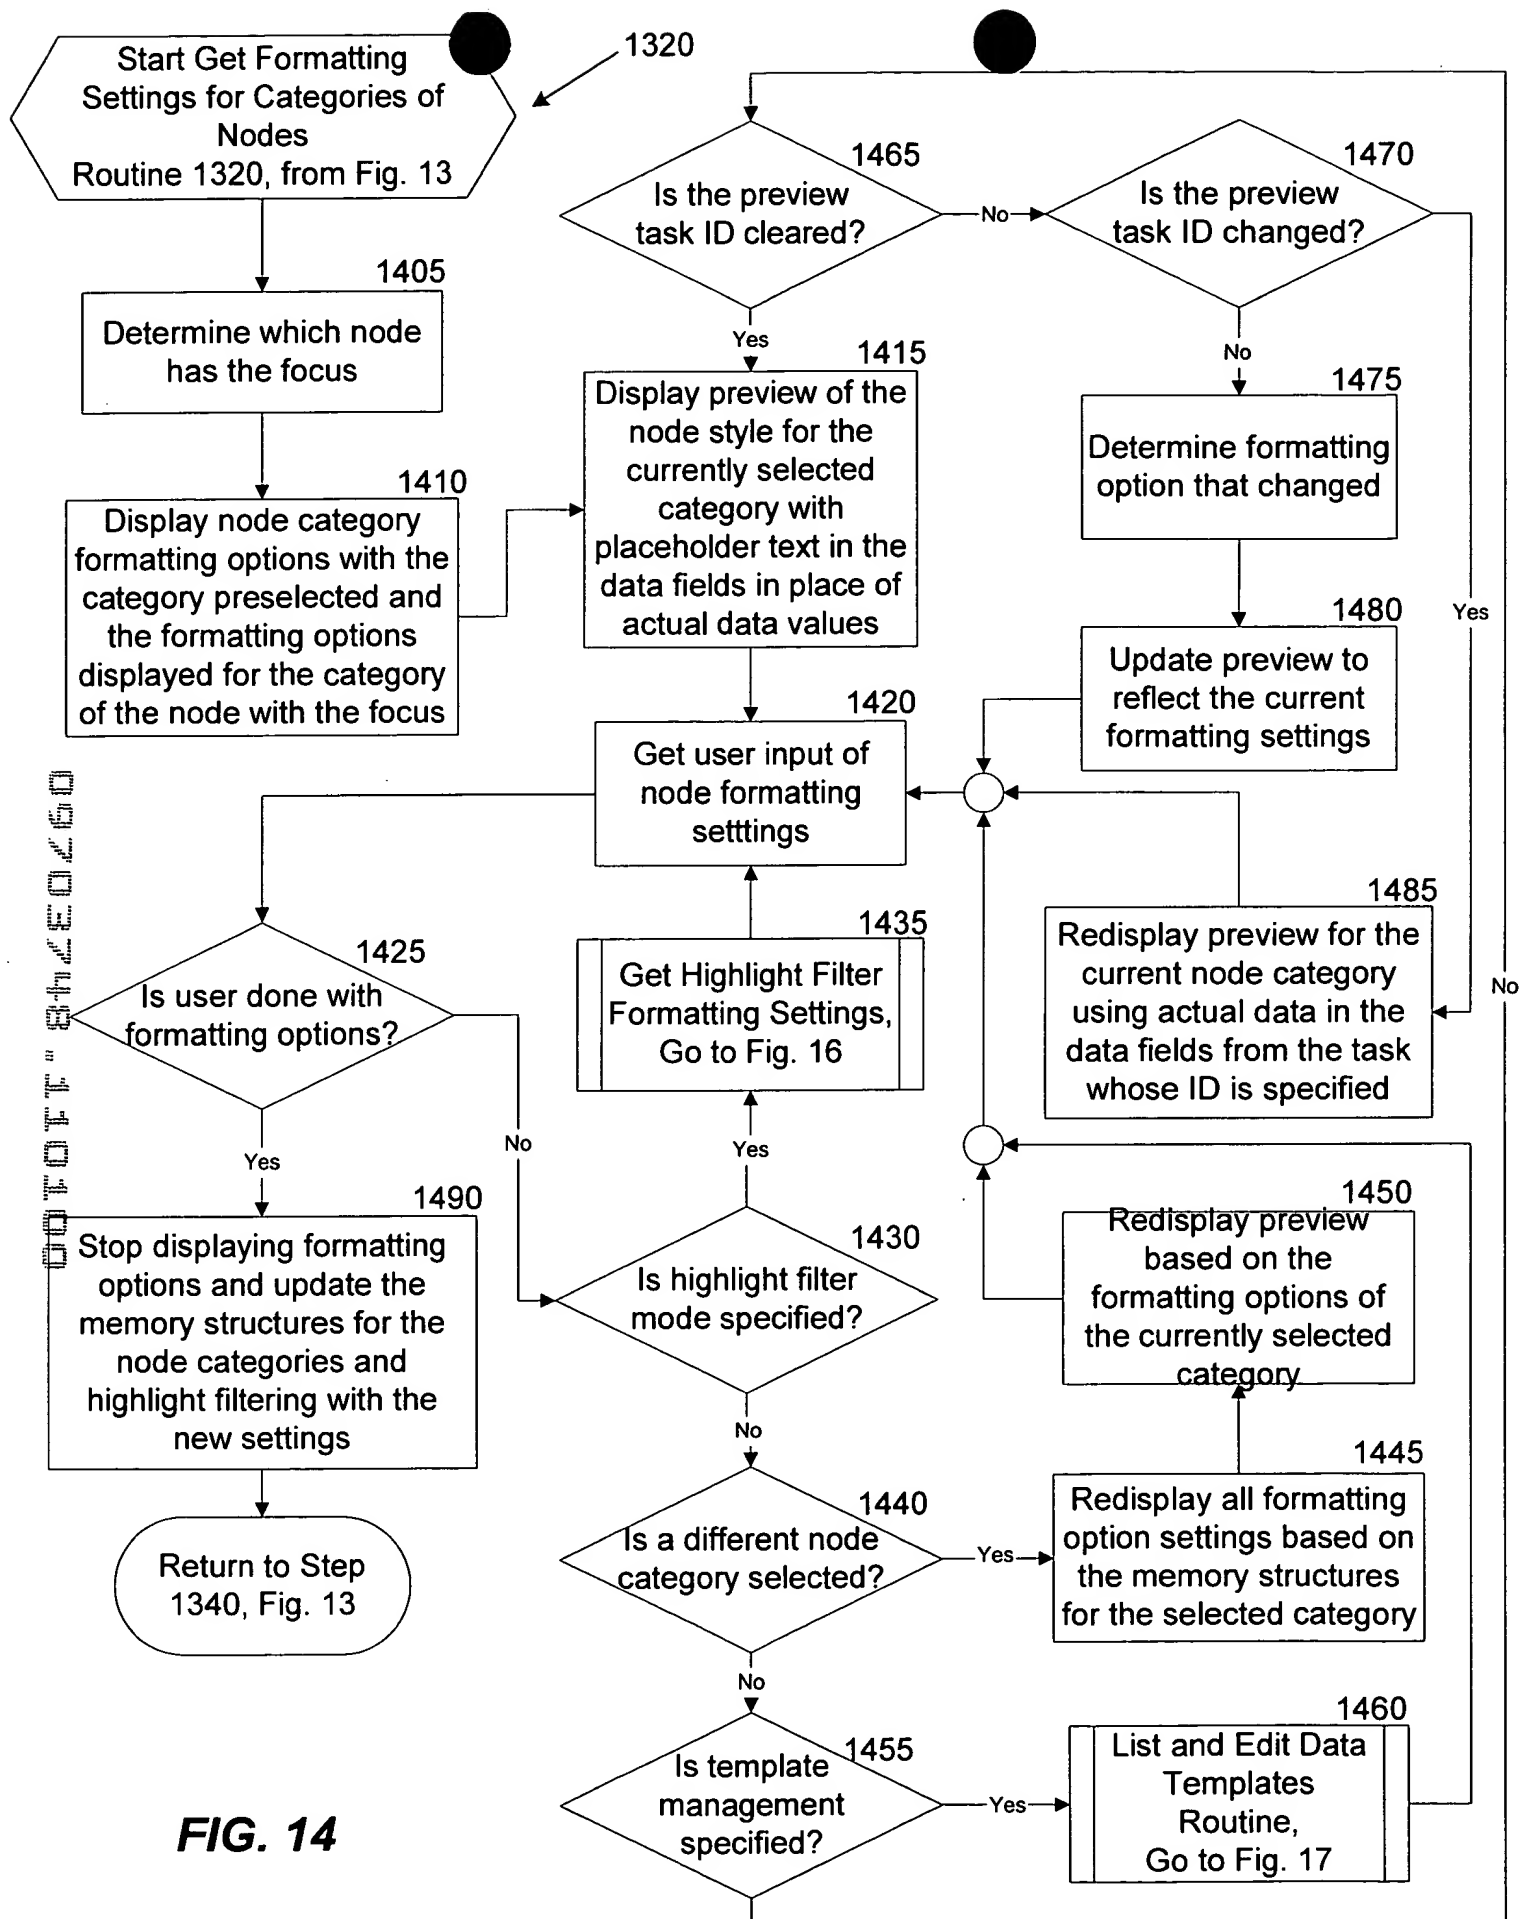 Start Get Formatting
Settings for Categories of
Nodes
Routine 1320, from Fig. 13
1320
1405
Determine which node
has the focus
1410
Display node category
formatting options with the
category preselected and
the formatting options
displayed for the category
of the node with the focus
1465
Is the preview
task ID cleared?
No
Yes
1470
Is the preview
task ID changed?
No
Yes
1415
Display preview of the
node style for the
currently selected
category with
placeholder text in the
data fields in place of
actual data values
1475
Determine formatting
option that changed
1480
Update preview to
reflect the current
formatting settings
1420
Get user input of
node formatting
setttings
1485
Redisplay preview for the
current node category
using actual data in the
data fields from the task
whose ID is specified
No
1425
Is user done with
formatting options?
No
Yes
1435
Get Highlight Filter
Formatting Settings,
Go to Fig. 16
Yes
1430
Is highlight filter
mode specified?
No
1450
Redisplay preview
based on the
formatting options of
the currently selected
category
1490
Stop displaying formatting
options and update the
memory structures for the
node categories and
highlight filtering with the
new settings
Return to Step
1340, Fig. 13
1440
Is a different node
category selected?
Yes
No
1445
Redisplay all formatting
option settings based on
the memory structures
for the selected category
1455
Is template
management
specified?
Yes
1460
List and Edit Data
Templates
Routine,
Go to Fig. 17
FIG. 14
09703748 " 110100